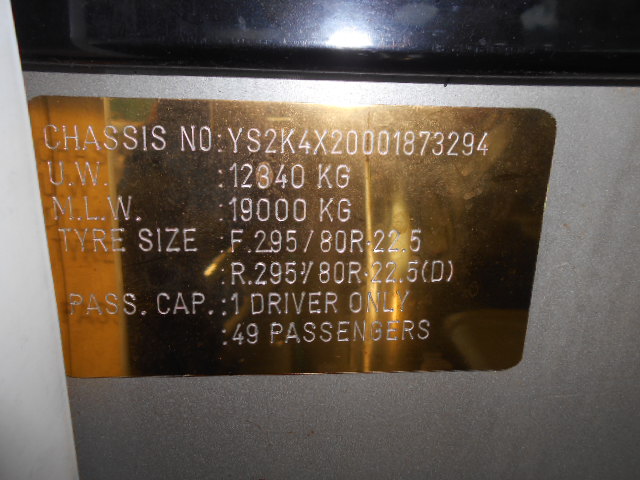 CHASSIS NO:YS2K4X20001873294
U.W. :12840 KG
M.L.W. :19000 KG
TYRE SIZE :F.295/80R-22.5
:R.295/80R-22.5(D)
PASS. CAP.:1 DRIVER ONLY
:49 PASSENGERS